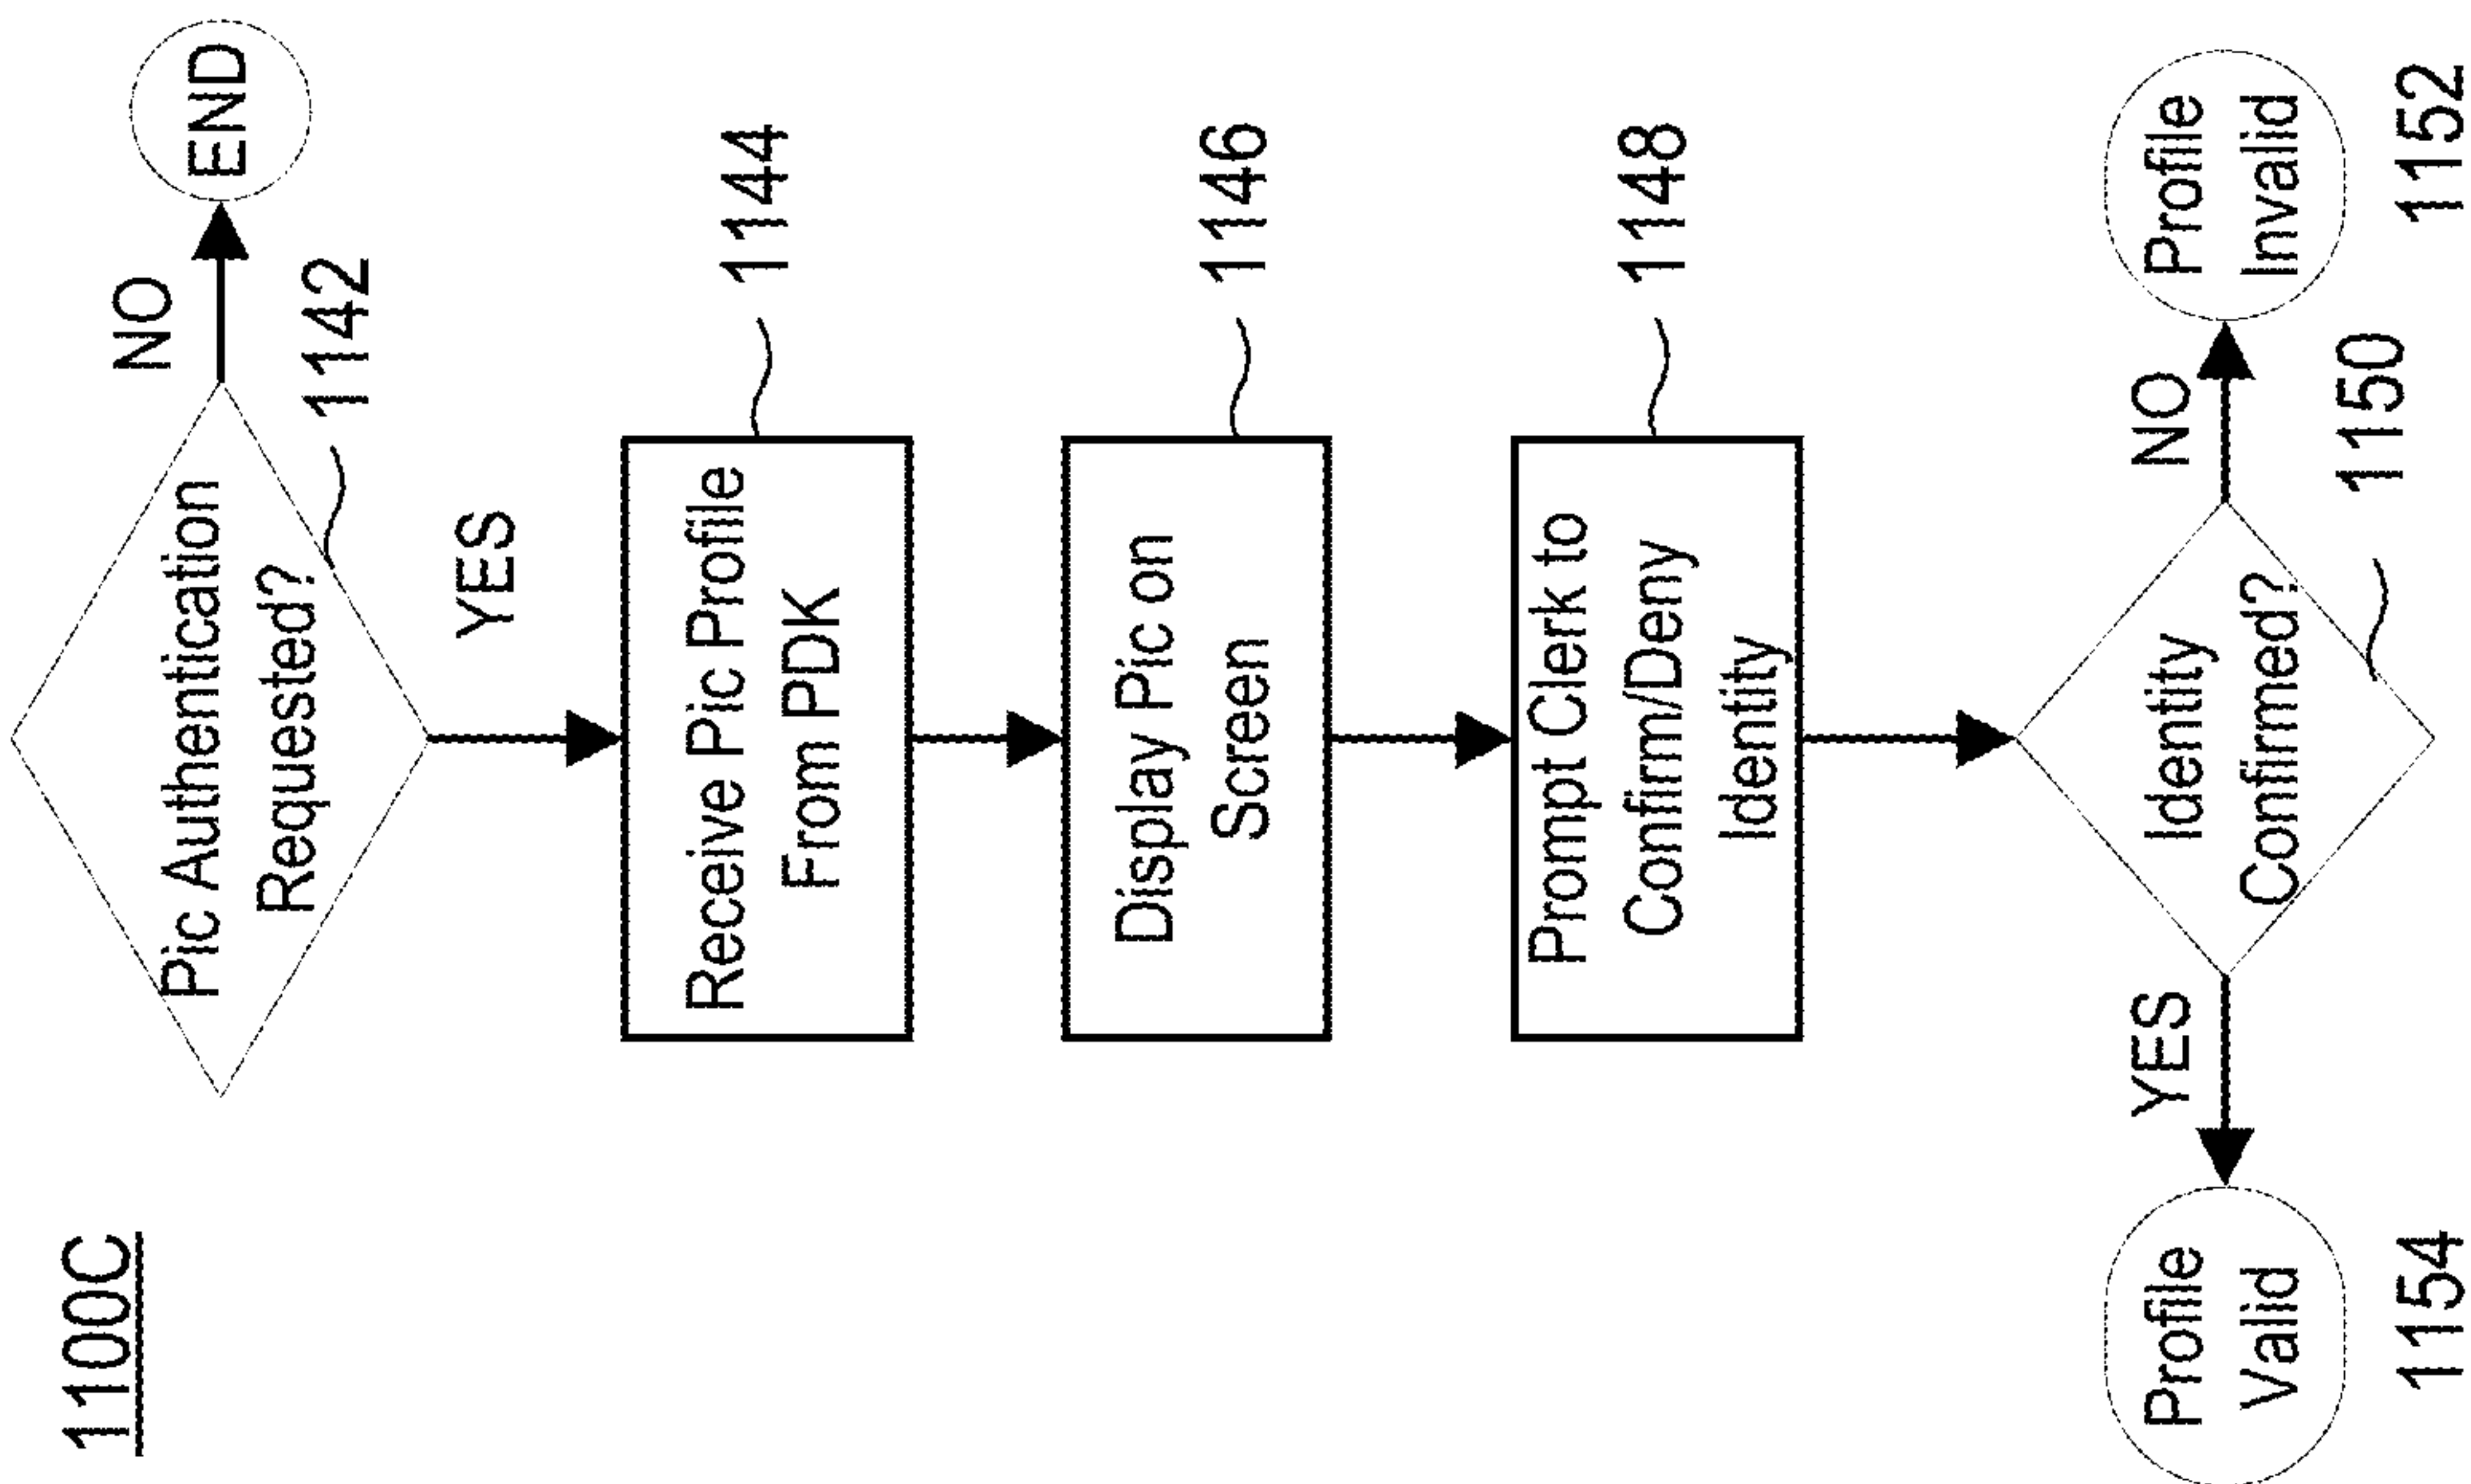 1100C
Pic Authentication
Requested?
NO
END
1142
YES
Receive Pic Profile
From PDK
1144
Display Pic on
Screen
1146
Prompt Clerk to
Confirm/Deny
Identity
1148
Identity
Confirmed?
1150
YES
NO
Profile
Valid
1154
Profile
Invalid
1152